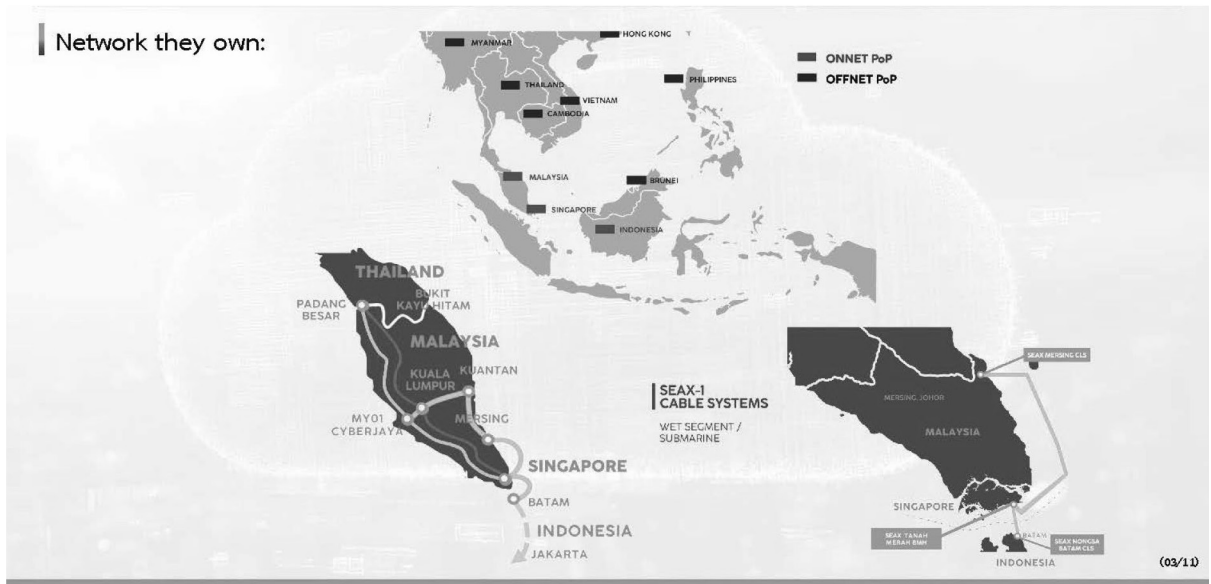 Network they own:
HONG KONG
MYANMAR
ONNET PoP
OFFNET PoP
PHILIPPINES
THAILAND
VIETNAM
CAMBODIA
MALAYSIA
BRUNEI
SINGAPORE
INDONESIA
THAILAND
BUKIT
KAYU HITAM
PADANG
BESAR
MALAYSIA
KUALA
LUMPUR
KUANTAN
MY01
CYBERJAYA
MERSING
SINGAPORE
BATAM
INDONESIA
JAKARTA
SEAX-1
CABLE SYSTEMS
WET SEGMENT /
SUBMARINE
SEAX MERSING CLS
MERSING, JOHOR
MALAYSIA
SINGAPORE
SEAX TANAH
MERAH BMH
BATAM
SEAX NONGSA
BATAM CLS
INDONESIA
(03/11)